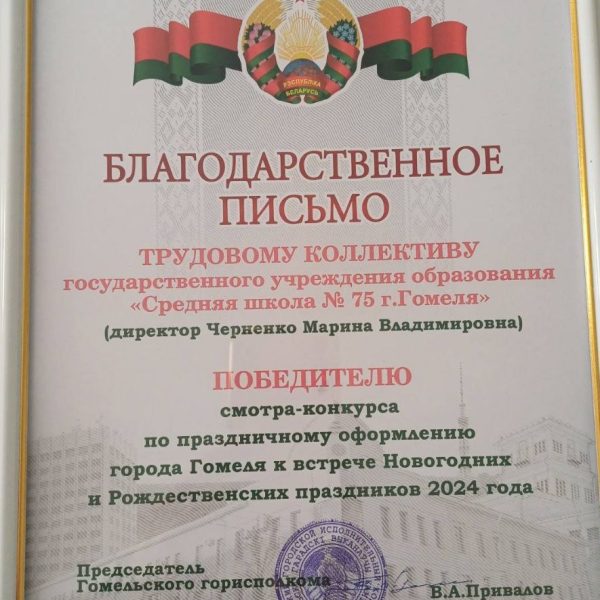 РЭСПУБЛІКА
БЕЛАРУСЬ
БЛАГОДАРСТВЕННОЕ
ПИСЬМО
ТРУДОВОМУ КОЛЛЕКТИВУ
государственного учреждения образования
«Средняя школа № 75 г.Гомеля»
(директор Черненко Марина Владимировна)
ПОБЕДИТЕЛЮ
смотра-конкурса
по праздничному оформлению
города Гомеля к встрече Новогодних
и Рождественских праздников 2024 года
Председатель
Гомельского горисполкома
В.А.Привалов